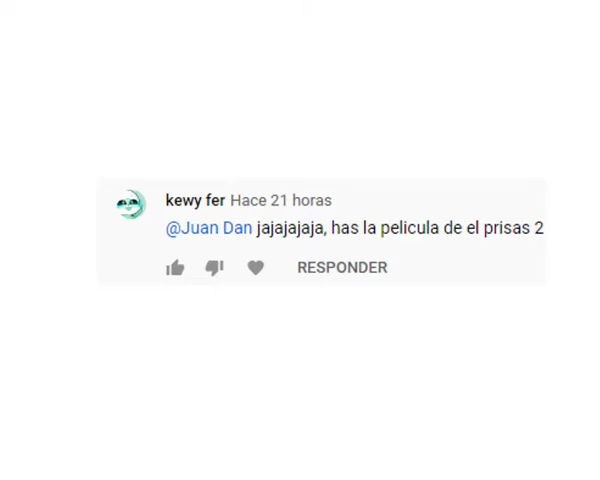 kewy fer Hace 21 horas
@Juan Dan jajajajaja, has la pelicula de el prisas 2
RESPONDER